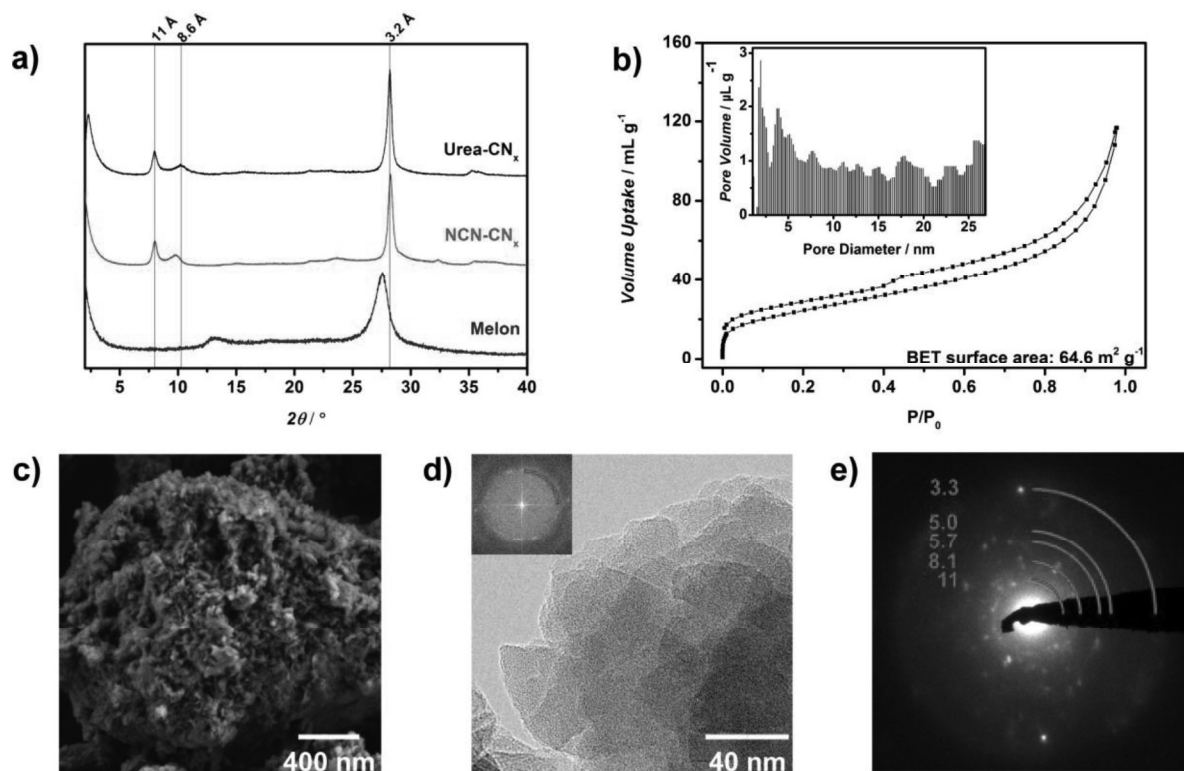 a)
11 Å
8.6 Å
3.2 Å
Urea-CNₓ
NCN-CNₓ
Melon
5 10 15 20 25 30 35 40
2θ / °
b)
Volume Uptake / mL g⁻¹
160
120
80
40
0
0.0 0.2 0.4 0.6 0.8 1.0
P/P₀
BET surface area: 64.6 m² g⁻¹
Pore Volume / µL g⁻¹
3
2
1
0
5 10 15 20 25
Pore Diameter / nm
c)
400 nm
d)
40 nm
e)
3.3
5.0
5.7
8.1
11